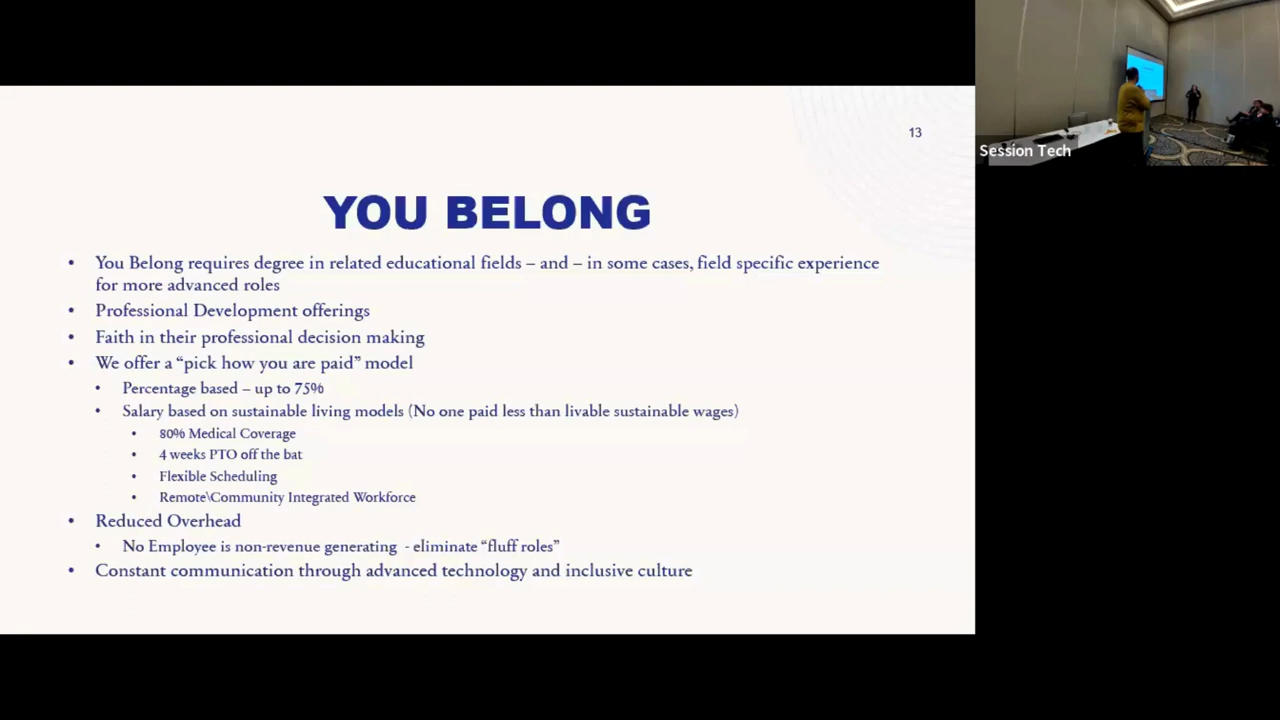 13
YOU BELONG
• You Belong requires degree in related educational fields – and – in some cases, field specific experience
for more advanced roles
• Professional Development offerings
• Faith in their professional decision making
• We offer a “pick how you are paid” model
• Percentage based – up to 75%
• Salary based on sustainable living models (No one paid less than livable sustainable wages)
• 80% Medical Coverage
• 4 weeks PTO off the bat
• Flexible Scheduling
• Remote\Community Integrated Workforce
• Reduced Overhead
• No Employee is non-revenue generating - eliminate “fluff roles”
• Constant communication through advanced technology and inclusive culture
Session Tech